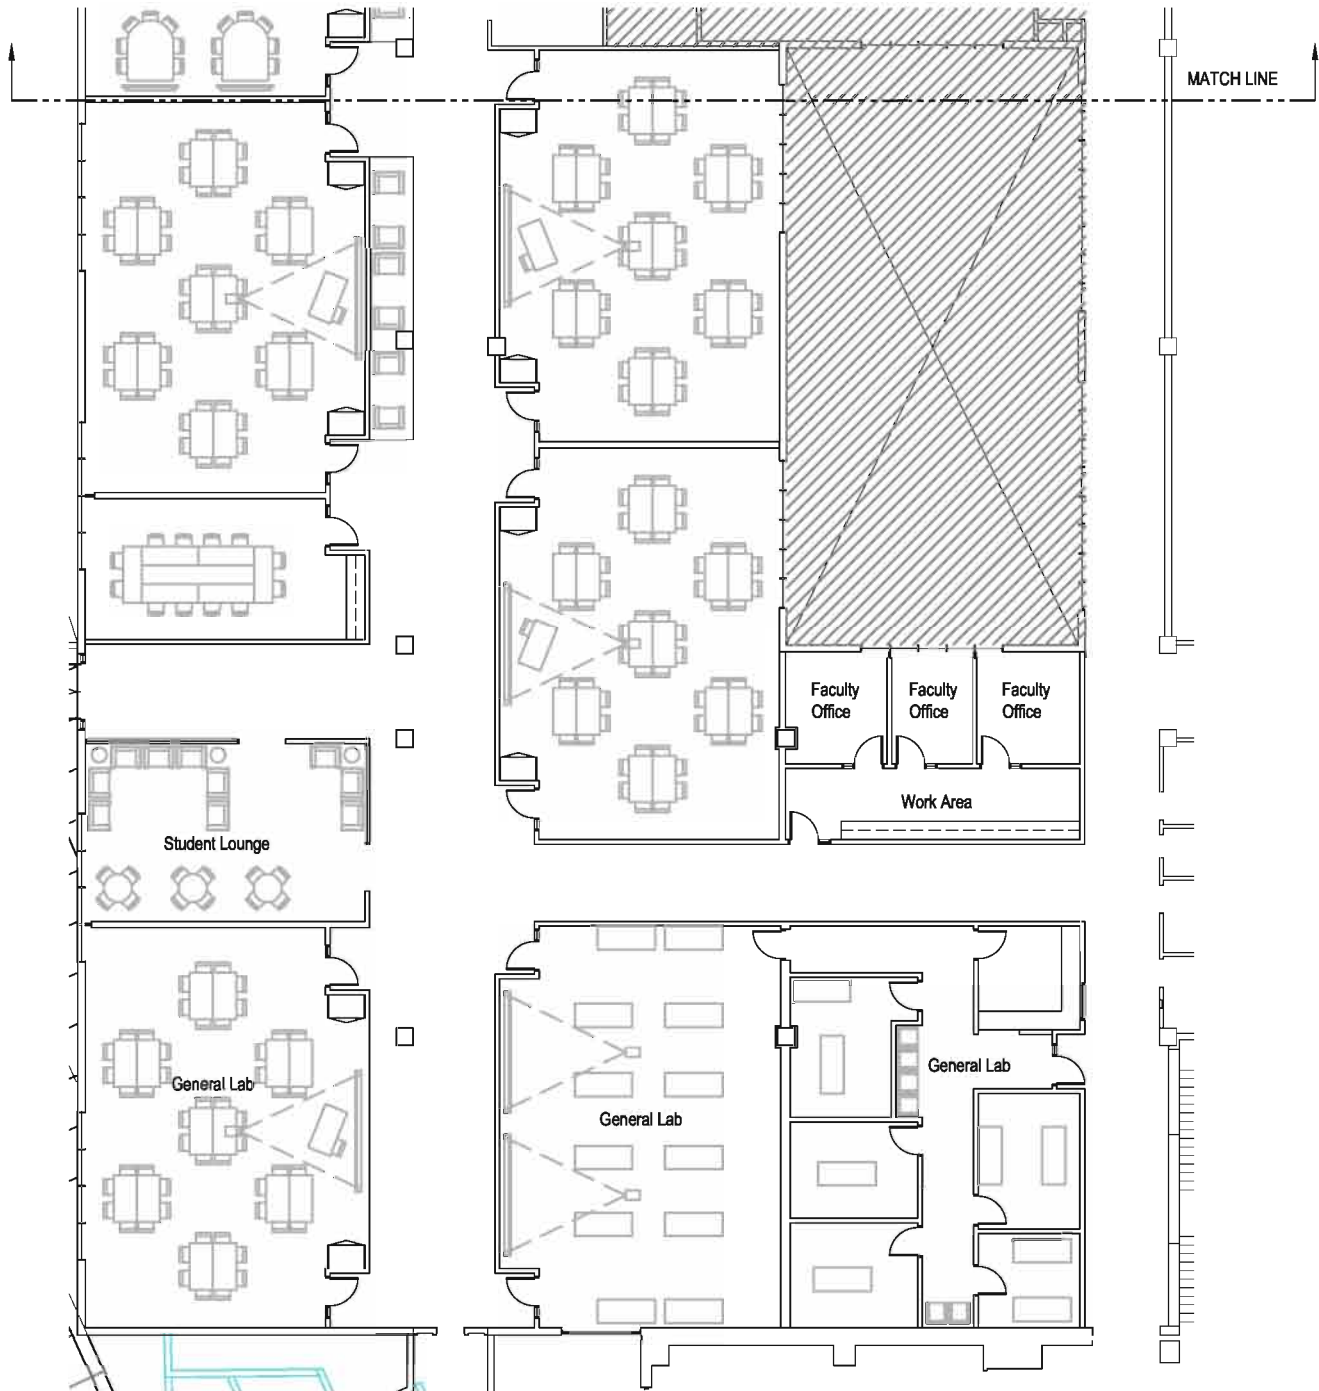 MATCH LINE
Faculty
Office
Faculty
Office
Faculty
Office
Work Area
Student Lounge
General Lab
General Lab
General Lab